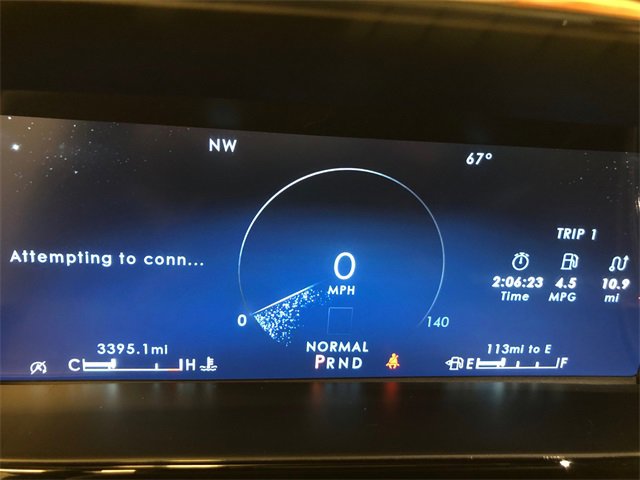 NW
67°
TRIP 1
Attempting to conn...
0
MPH
2:06:23 4.5 10.9
Time MPG mi
0 140
NORMAL
3395.1mi
113mi to E
C H
PRND
E F